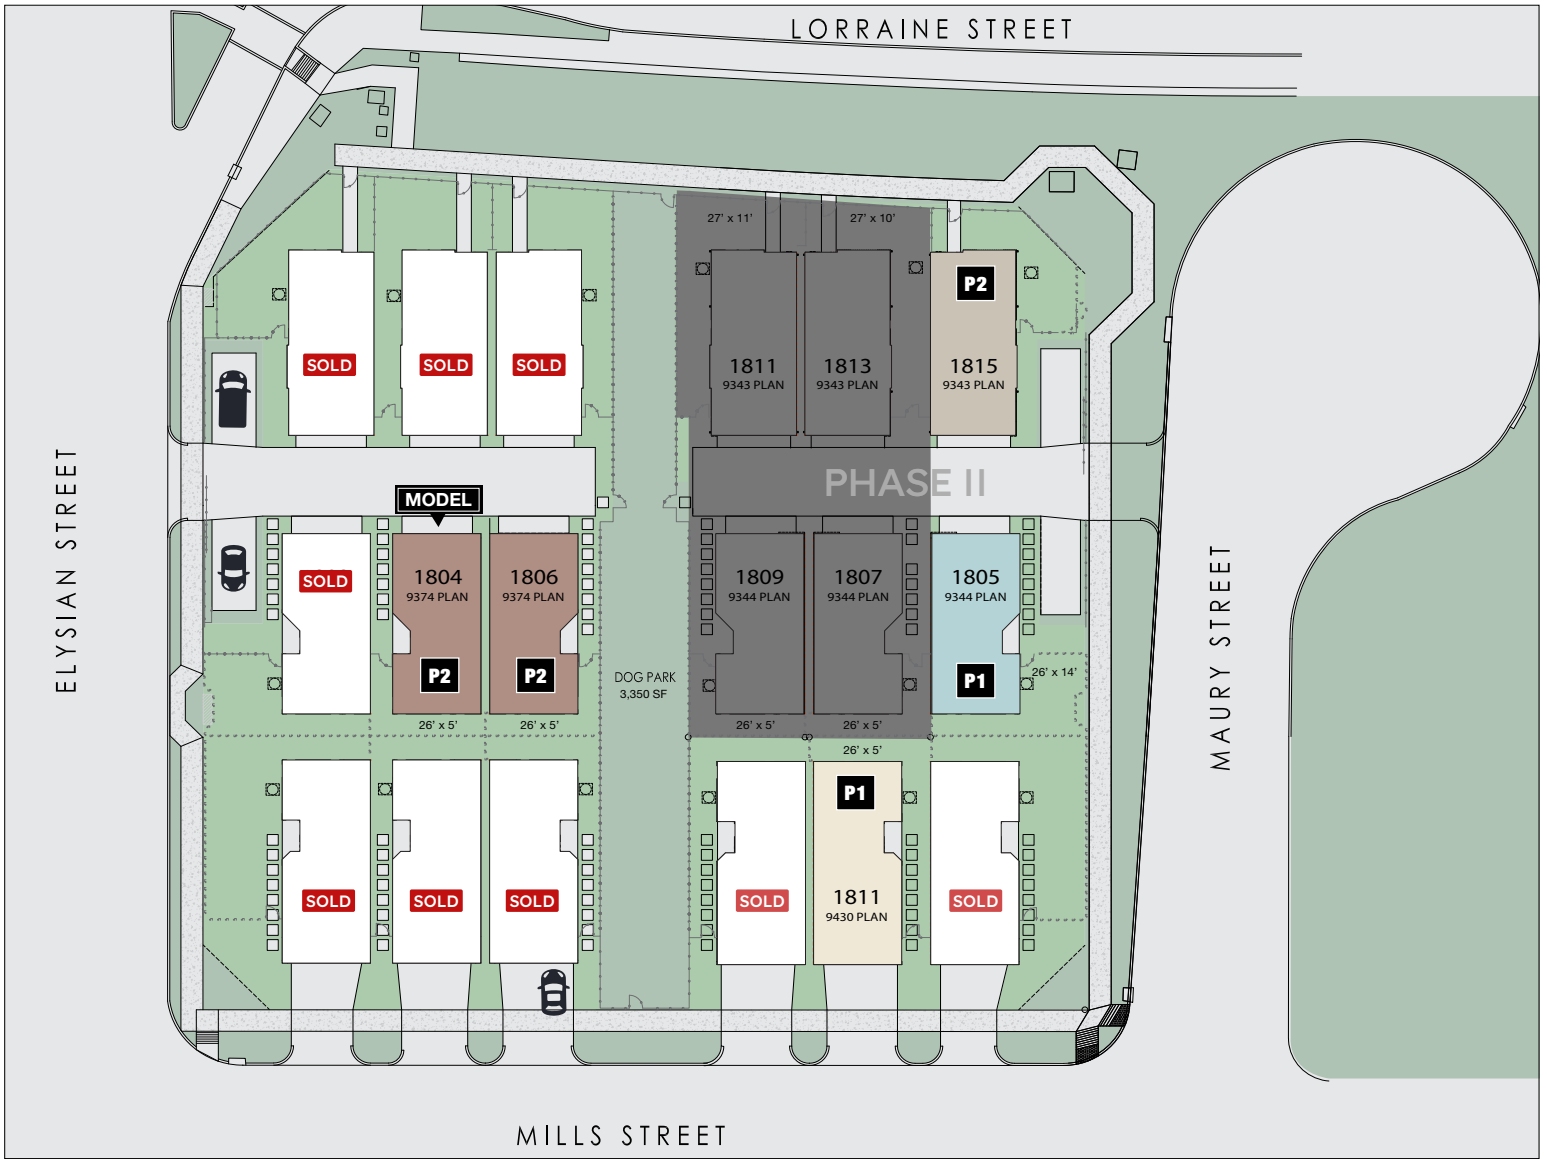 LORRAINE STREET
27' x 11'
27' x 10'
P2
SOLD
SOLD
SOLD
1811
9343 PLAN
1813
9343 PLAN
1815
9343 PLAN
ELYSIAN STREET
MODEL
PHASE II
SOLD
1804
9374 PLAN
P2
1806
9374 PLAN
P2
DOG PARK
3,350 SF
1809
9344 PLAN
1807
9344 PLAN
1805
9344 PLAN
P1
26' x 14'
MAURY STREET
26' x 5'
26' x 5'
26' x 5'
26' x 5'
26' x 5'
P1
SOLD
SOLD
SOLD
SOLD
1811
9430 PLAN
SOLD
MILLS STREET